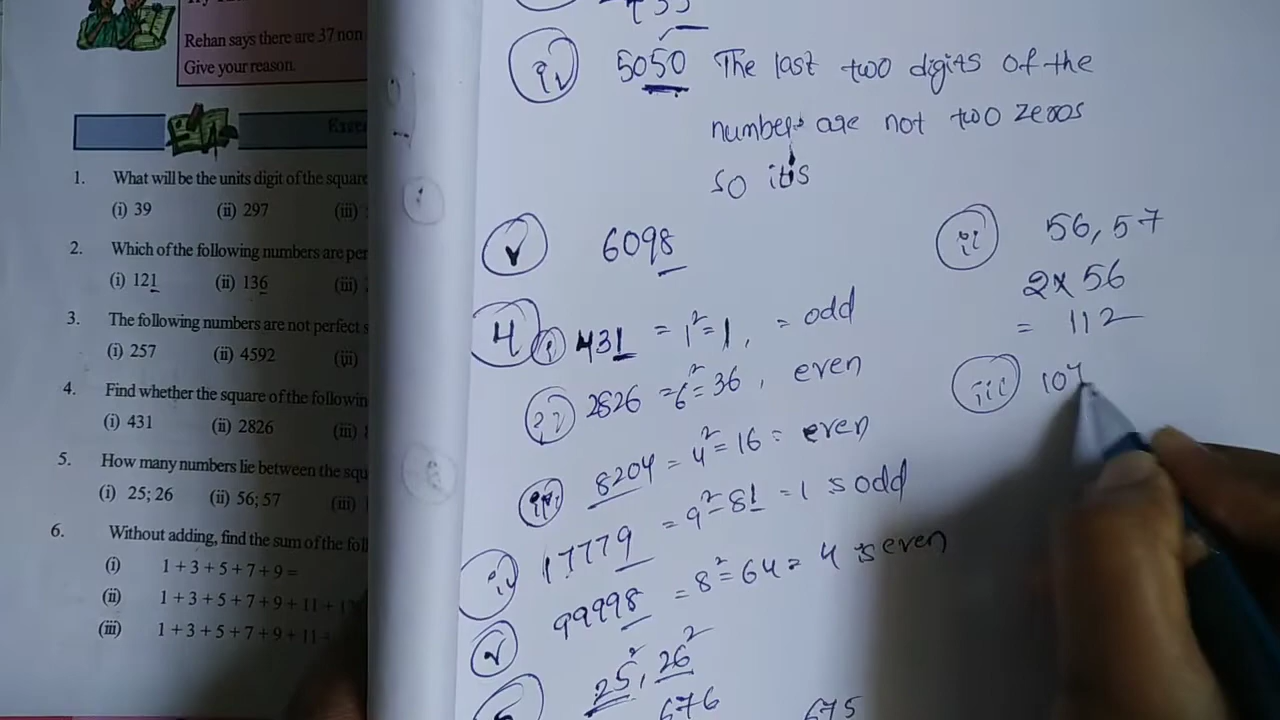 Rehan says there are 37 non
Give your reason.
1. What will be the units digit of the square
(i) 39 (ii) 297 (iii)
2. Which of the following numbers are per
(i) 121 (ii) 136 (iii)
3. The following numbers are not perfect s
(i) 257 (ii) 4592 (iii)
4. Find whether the square of the followin
(i) 431 (ii) 2826 (iii)
5. How many numbers lie between the squ
(i) 25; 26 (ii) 56; 57 (iii)
6. Without adding, find the sum of the foll
(i) 1 + 3 + 5 + 7 + 9 =
(ii) 1 + 3 + 5 + 7 + 9 + 11 + 1
(iii) 1 + 3 + 5 + 7 + 9 + 11 +
iv 5050 The last two digits of the
numbers are not two zeros
so it is
v 6098
4 i 431 = 1² = 1, = odd
ii 2826 = 6² = 36, even
iii 8204 = 4² = 16 = even
iv 17779 = 9² = 81 = 1 is odd
v 99998 = 8² = 64 = 4 is even
25², 26²
676 675
ii 56, 57
2 x 56
= 112
iii 107